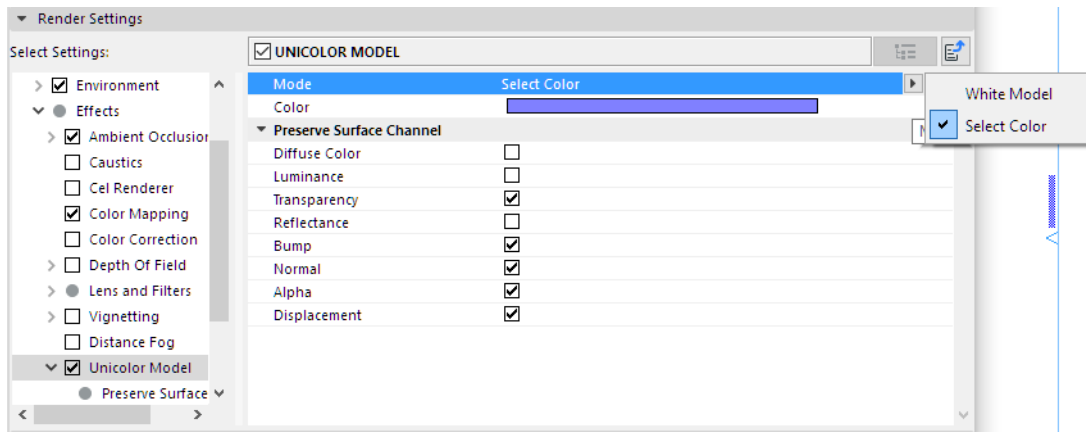 Render Settings
Select Settings:
UNICOLOR MODEL
Environment
Effects
Ambient Occlusion
Caustics
Cel Renderer
Color Mapping
Color Correction
Depth Of Field
Lens and Filters
Vignetting
Distance Fog
Unicolor Model
Preserve Surface
Mode Select Color
Color
Preserve Surface Channel
Diffuse Color
Luminance
Transparency
Reflectance
Bump
Normal
Alpha
Displacement
White Model
Select Color